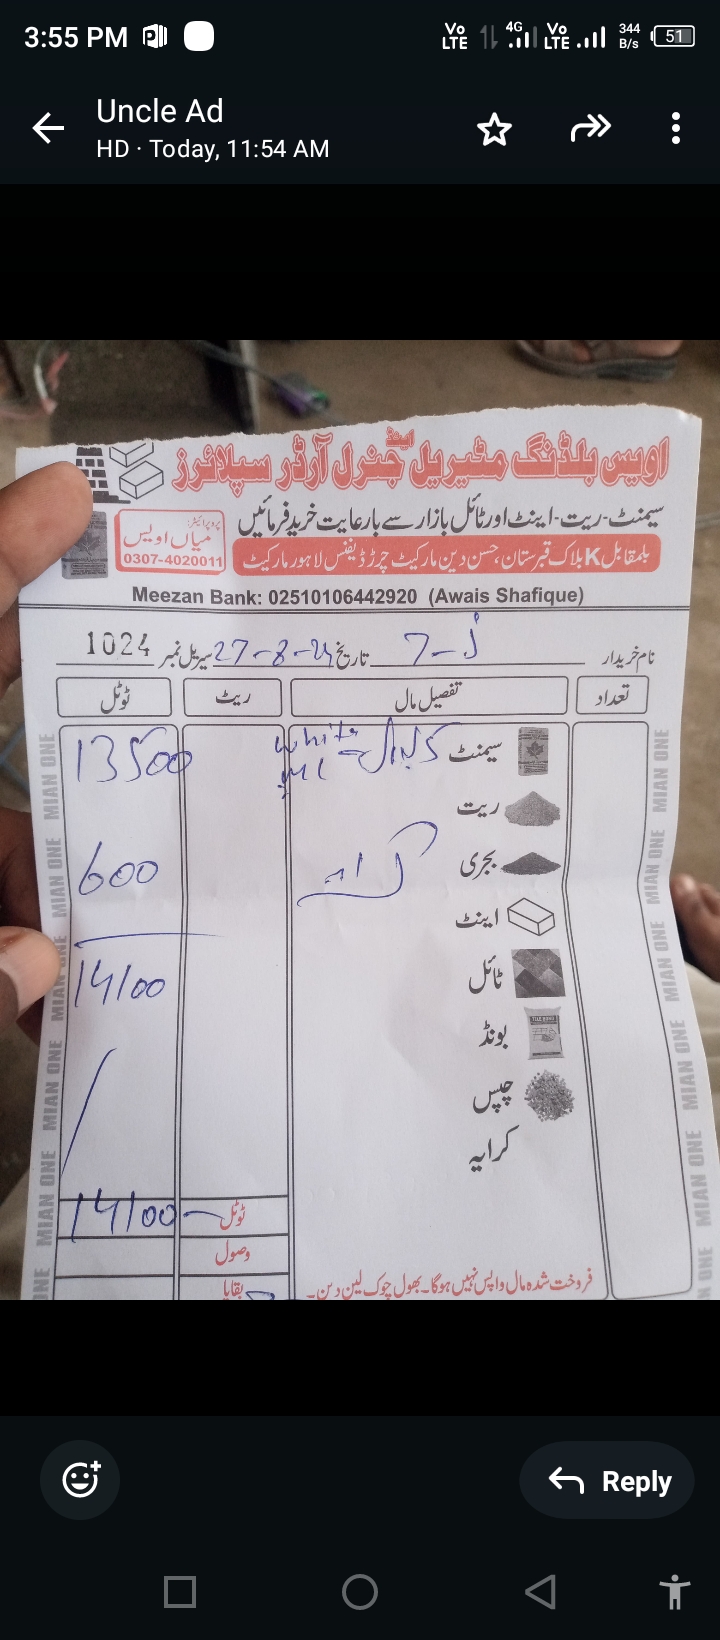 3:55 PM
Vo LTE 4G Vo LTE 344 B/s 51
Uncle Ad
HD · Today, 11:54 AM
اویس بلڈنگ مٹیریل اینڈ جنرل آرڈر سپلائرز
سیمنٹ-ریت-اینٹ اور ٹائل بازار سے بارعایت خرید فرمائیں
پروپرائیٹر: میاں اویس
0307-4020011
بلمقابل K بلاک قبرستان، حسن دین مارکیٹ چرڑ ڈیفنس لاہور مارکیٹ
Meezan Bank: 02510106442920 (Awais Shafique)
نام خریدار 7-J تاریخ 27-8-24 سیریل نمبر 1024
تعداد تفصیل مال ریٹ ٹوٹل
سیمنٹ White 13500
ریت
بجری کرایہ 600
اینٹ
ٹائل 14100
بونڈ
چپس
کرایہ
ٹوٹل 14100
وصول
بقایا
فروخت شدہ مال واپس نہیں ہوگا۔ بھول چوک لین دین۔
MIAN ONE MIAN ONE MIAN ONE MIAN ONE MIAN ONE
MIAN ONE MIAN ONE MIAN ONE MIAN ONE MIAN ONE
Reply